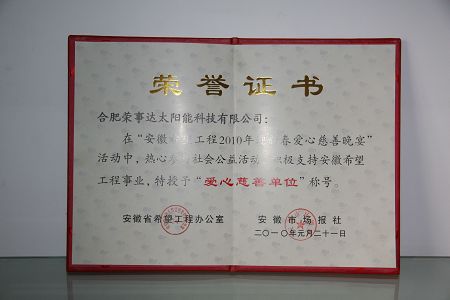 荣誉证书
合肥荣事达太阳能科技有限公司:
在“安徽 工程2010年 春爱心慈善晚宴”
活动中,热心参与社会公益活动 积极支持安徽希望
工程事业,特授予“爱心慈善单位”称号。
安徽省希望工程办公室 安徽市场报社
二〇一〇年元月二十一日